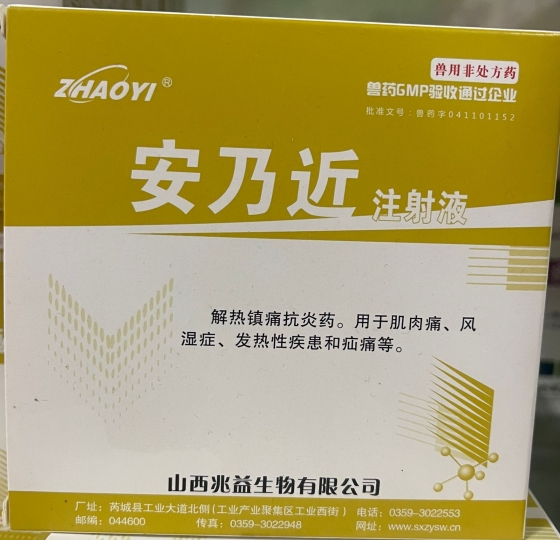 ZHAOYI®
兽用非处方药
兽药GMP验收通过企业
批准文号：兽药字041101152
安乃近 注射液
解热镇痛抗炎药。用于肌肉痛、风
湿症、发热性疾患和疝痛等。
山西兆益生物有限公司
厂址：芮城县工业大道北侧（工业产业聚集区工业西街） 电话：0359-3022553
邮编：044600 传真：0359-3022948 网址：www.sxzysw.cn